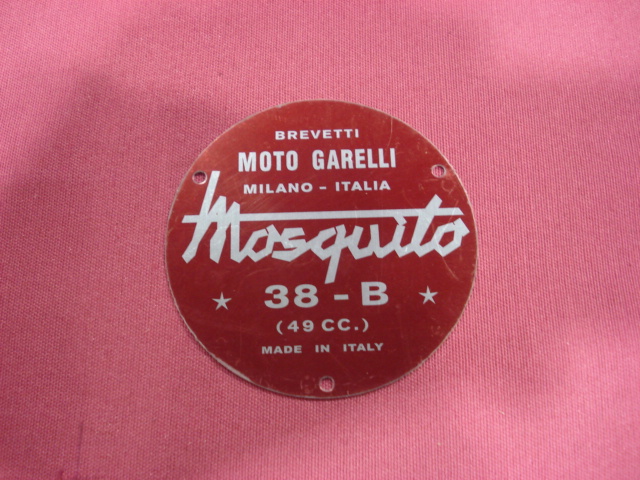 BREVETTI
MOTO GARELLI
MILANO - ITALIA
Mosquito
38 - B
(49 CC.)
MADE IN ITALY